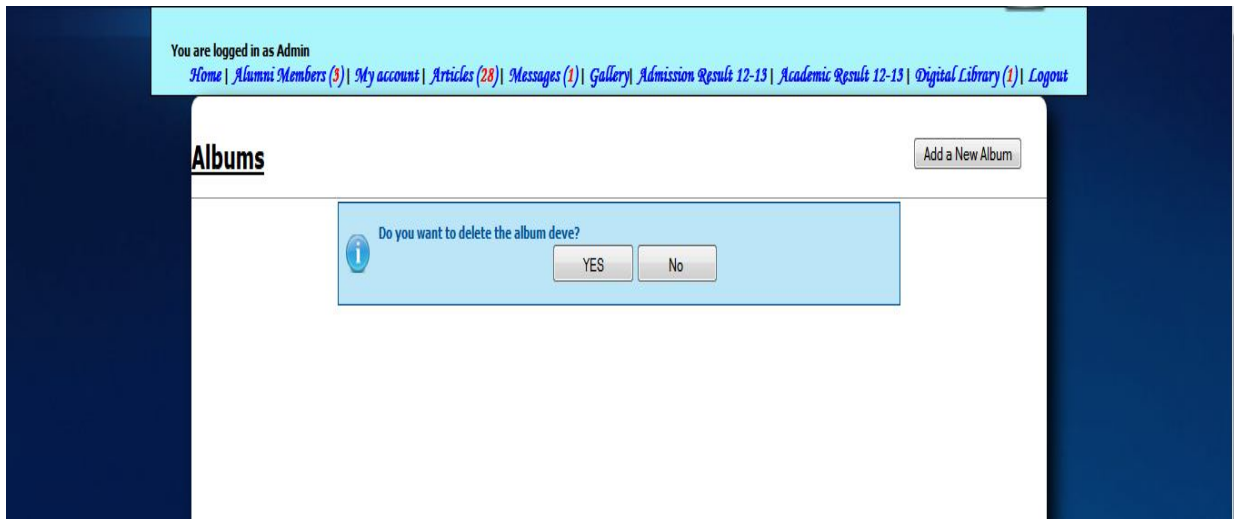 You are logged in as Admin
Home | Alumni Members (3) | My account | Articles (28)| Messages (1)| Gallery| Admission Result 12-13 | Academic Result 12-13 | Digital Library (1)| Logout
Albums
Add a New Album
Do you want to delete the album deve?
YES No